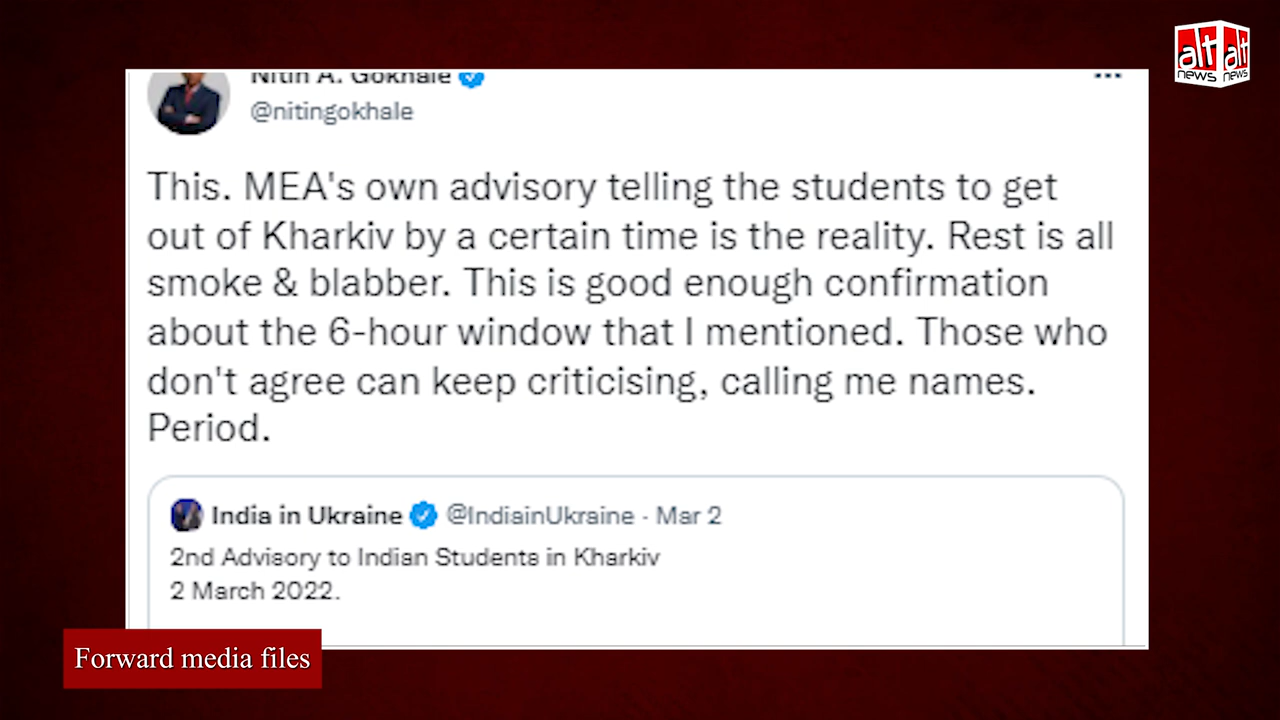 alt alt
news news
Nitin A. Gokhale
@nitingokhale
This. MEA's own advisory telling the students to get
out of Kharkiv by a certain time is the reality. Rest is all
smoke & blabber. This is good enough confirmation
about the 6-hour window that I mentioned. Those who
don't agree can keep criticising, calling me names.
Period.
India in Ukraine @IndiainUkraine · Mar 2
2nd Advisory to Indian Students in Kharkiv
2 March 2022.
Forward media files